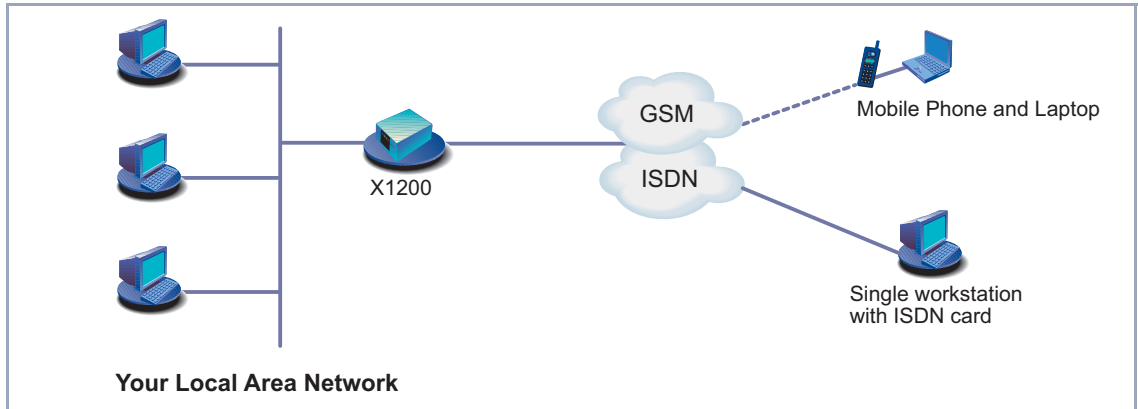 GSM
Mobile Phone and Laptop
X1200
ISDN
Single workstation
with ISDN card
Your Local Area Network